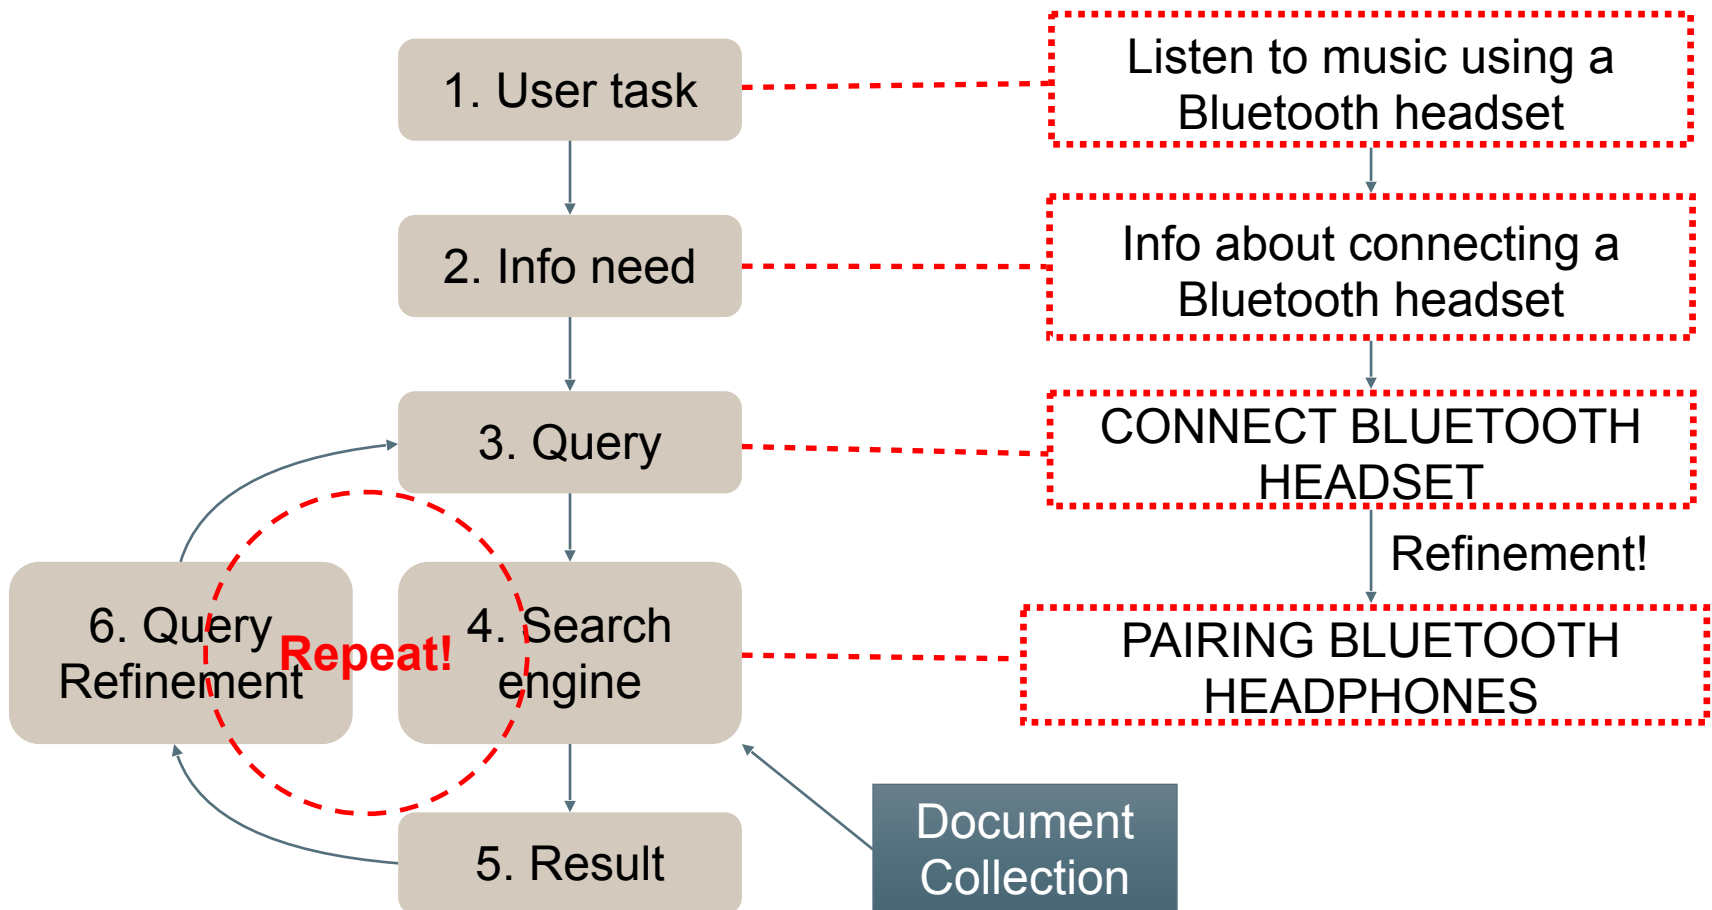 1. User task
Listen to music using a
Bluetooth headset
2. Info need
Info about connecting a
Bluetooth headset
3. Query
CONNECT BLUETOOTH
HEADSET
Refinement!
6. Query
Refinement
Repeat!
4. Search
engine
PAIRING BLUETOOTH
HEADPHONES
5. Result
Document
Collection